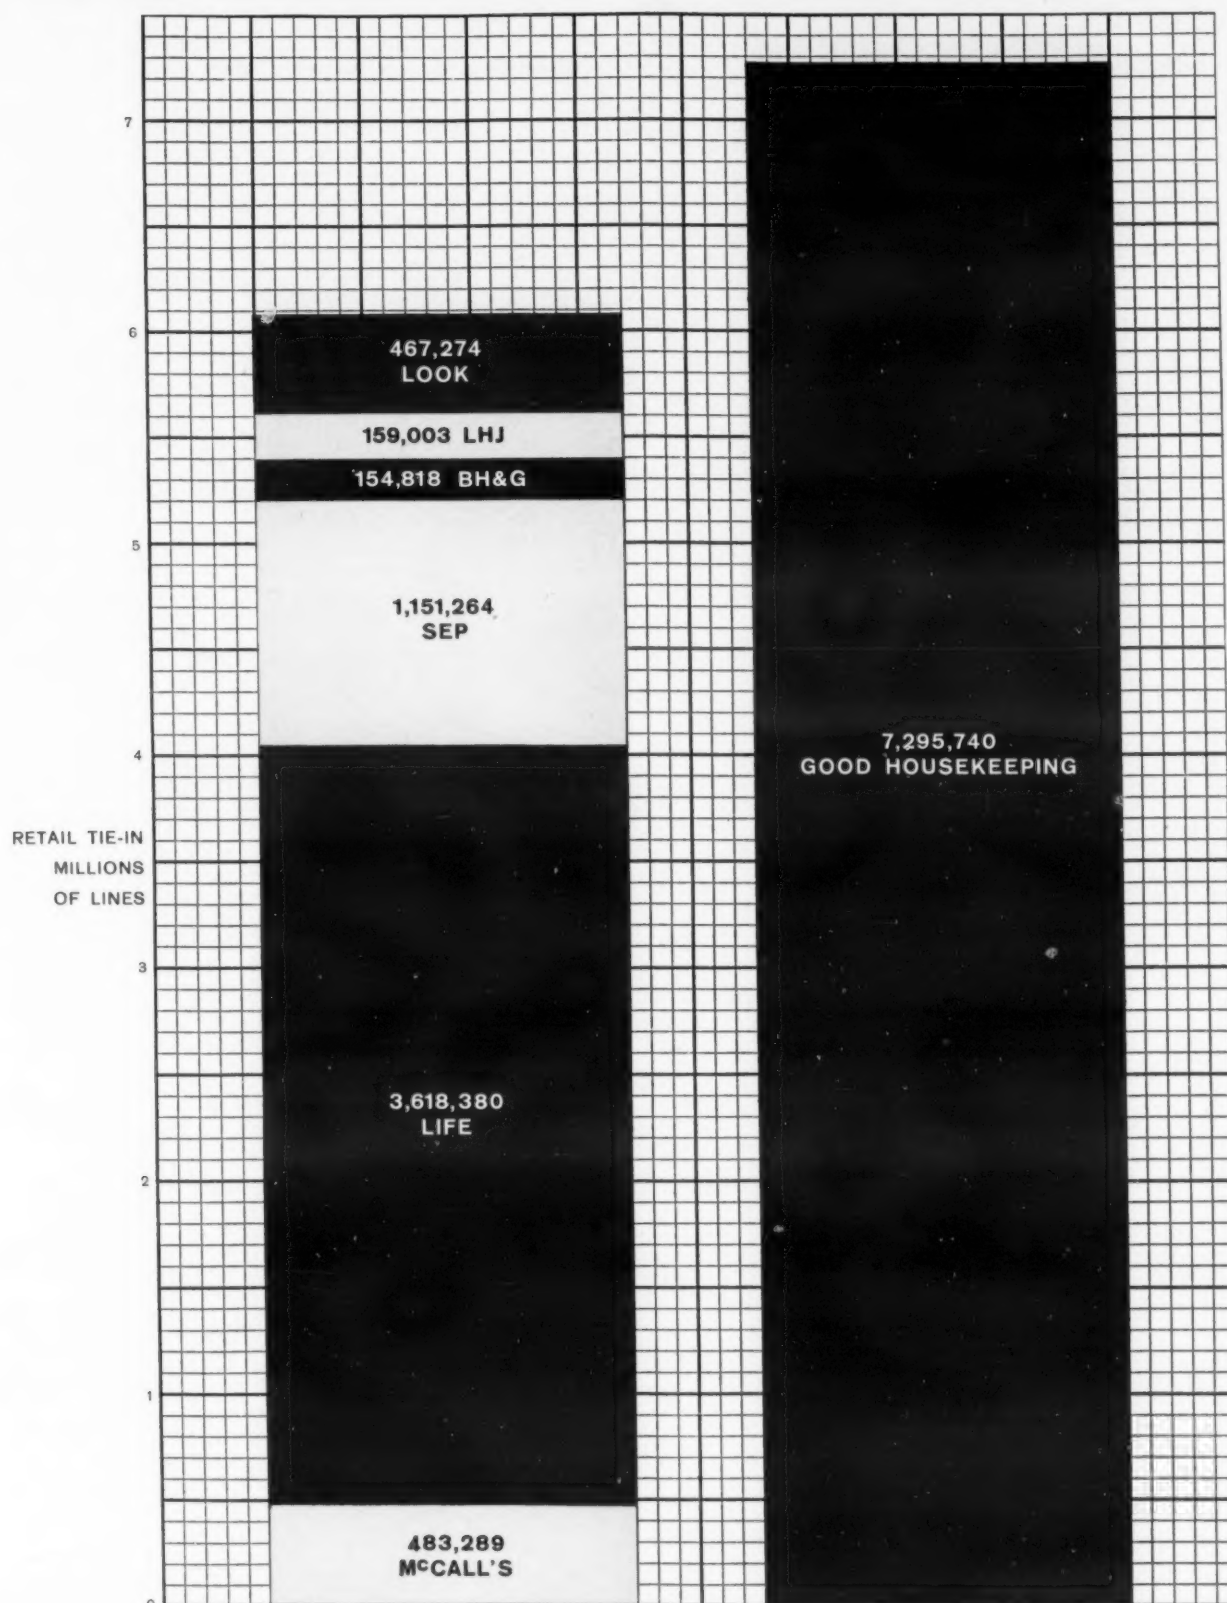 7
6
467,274
LOOK
159,003 LHJ
154,818 BH&G
5
1,151,264
SEP
4
7,295,740
GOOD HOUSEKEEPING
RETAIL TIE-IN
MILLIONS
OF LINES
3
3,618,380
LIFE
2
1
483,289
MCCALL'S
0